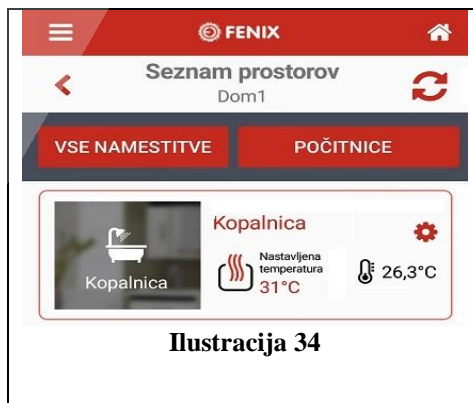 FENIX
Seznam prostorov
Dom1
VSE NAMESTITVE
POČITNICE
Kopalnica
Kopalnica
Nastavljena
temperatura
31°C
26,3°C
Ilustracija 34